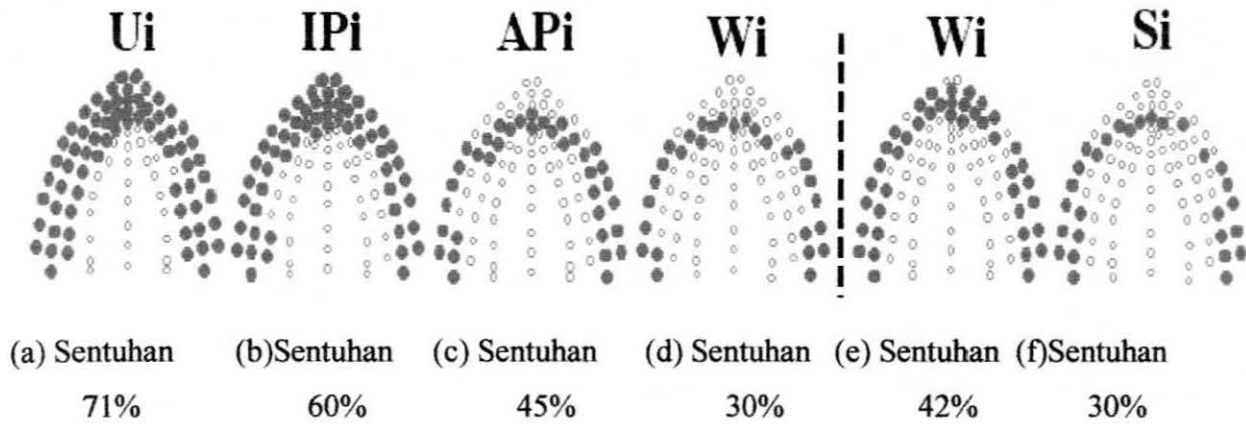 Ui IPi APi Wi Wi Si
(a) Sentuhan (b)Sentuhan (c) Sentuhan (d) Sentuhan (e) Sentuhan (f)Sentuhan
71% 60% 45% 30% 42% 30%